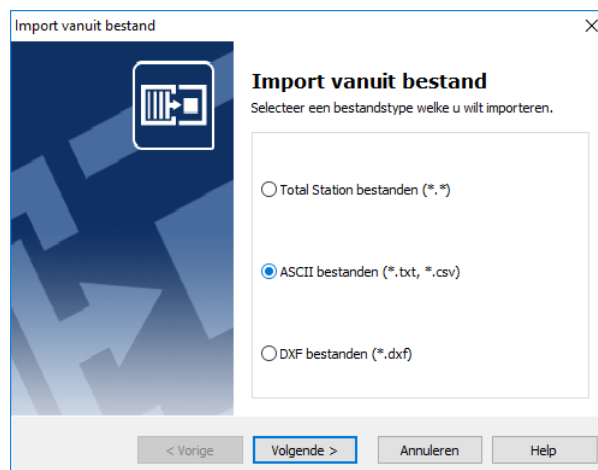 Import vanuit bestand
Import vanuit bestand
Selecteer een bestandstype welke u wilt importeren.
Total Station bestanden (*.*)
ASCII bestanden (*.txt, *.csv)
DXF bestanden (*.dxf)
< Vorige
Volgende >
Annuleren
Help